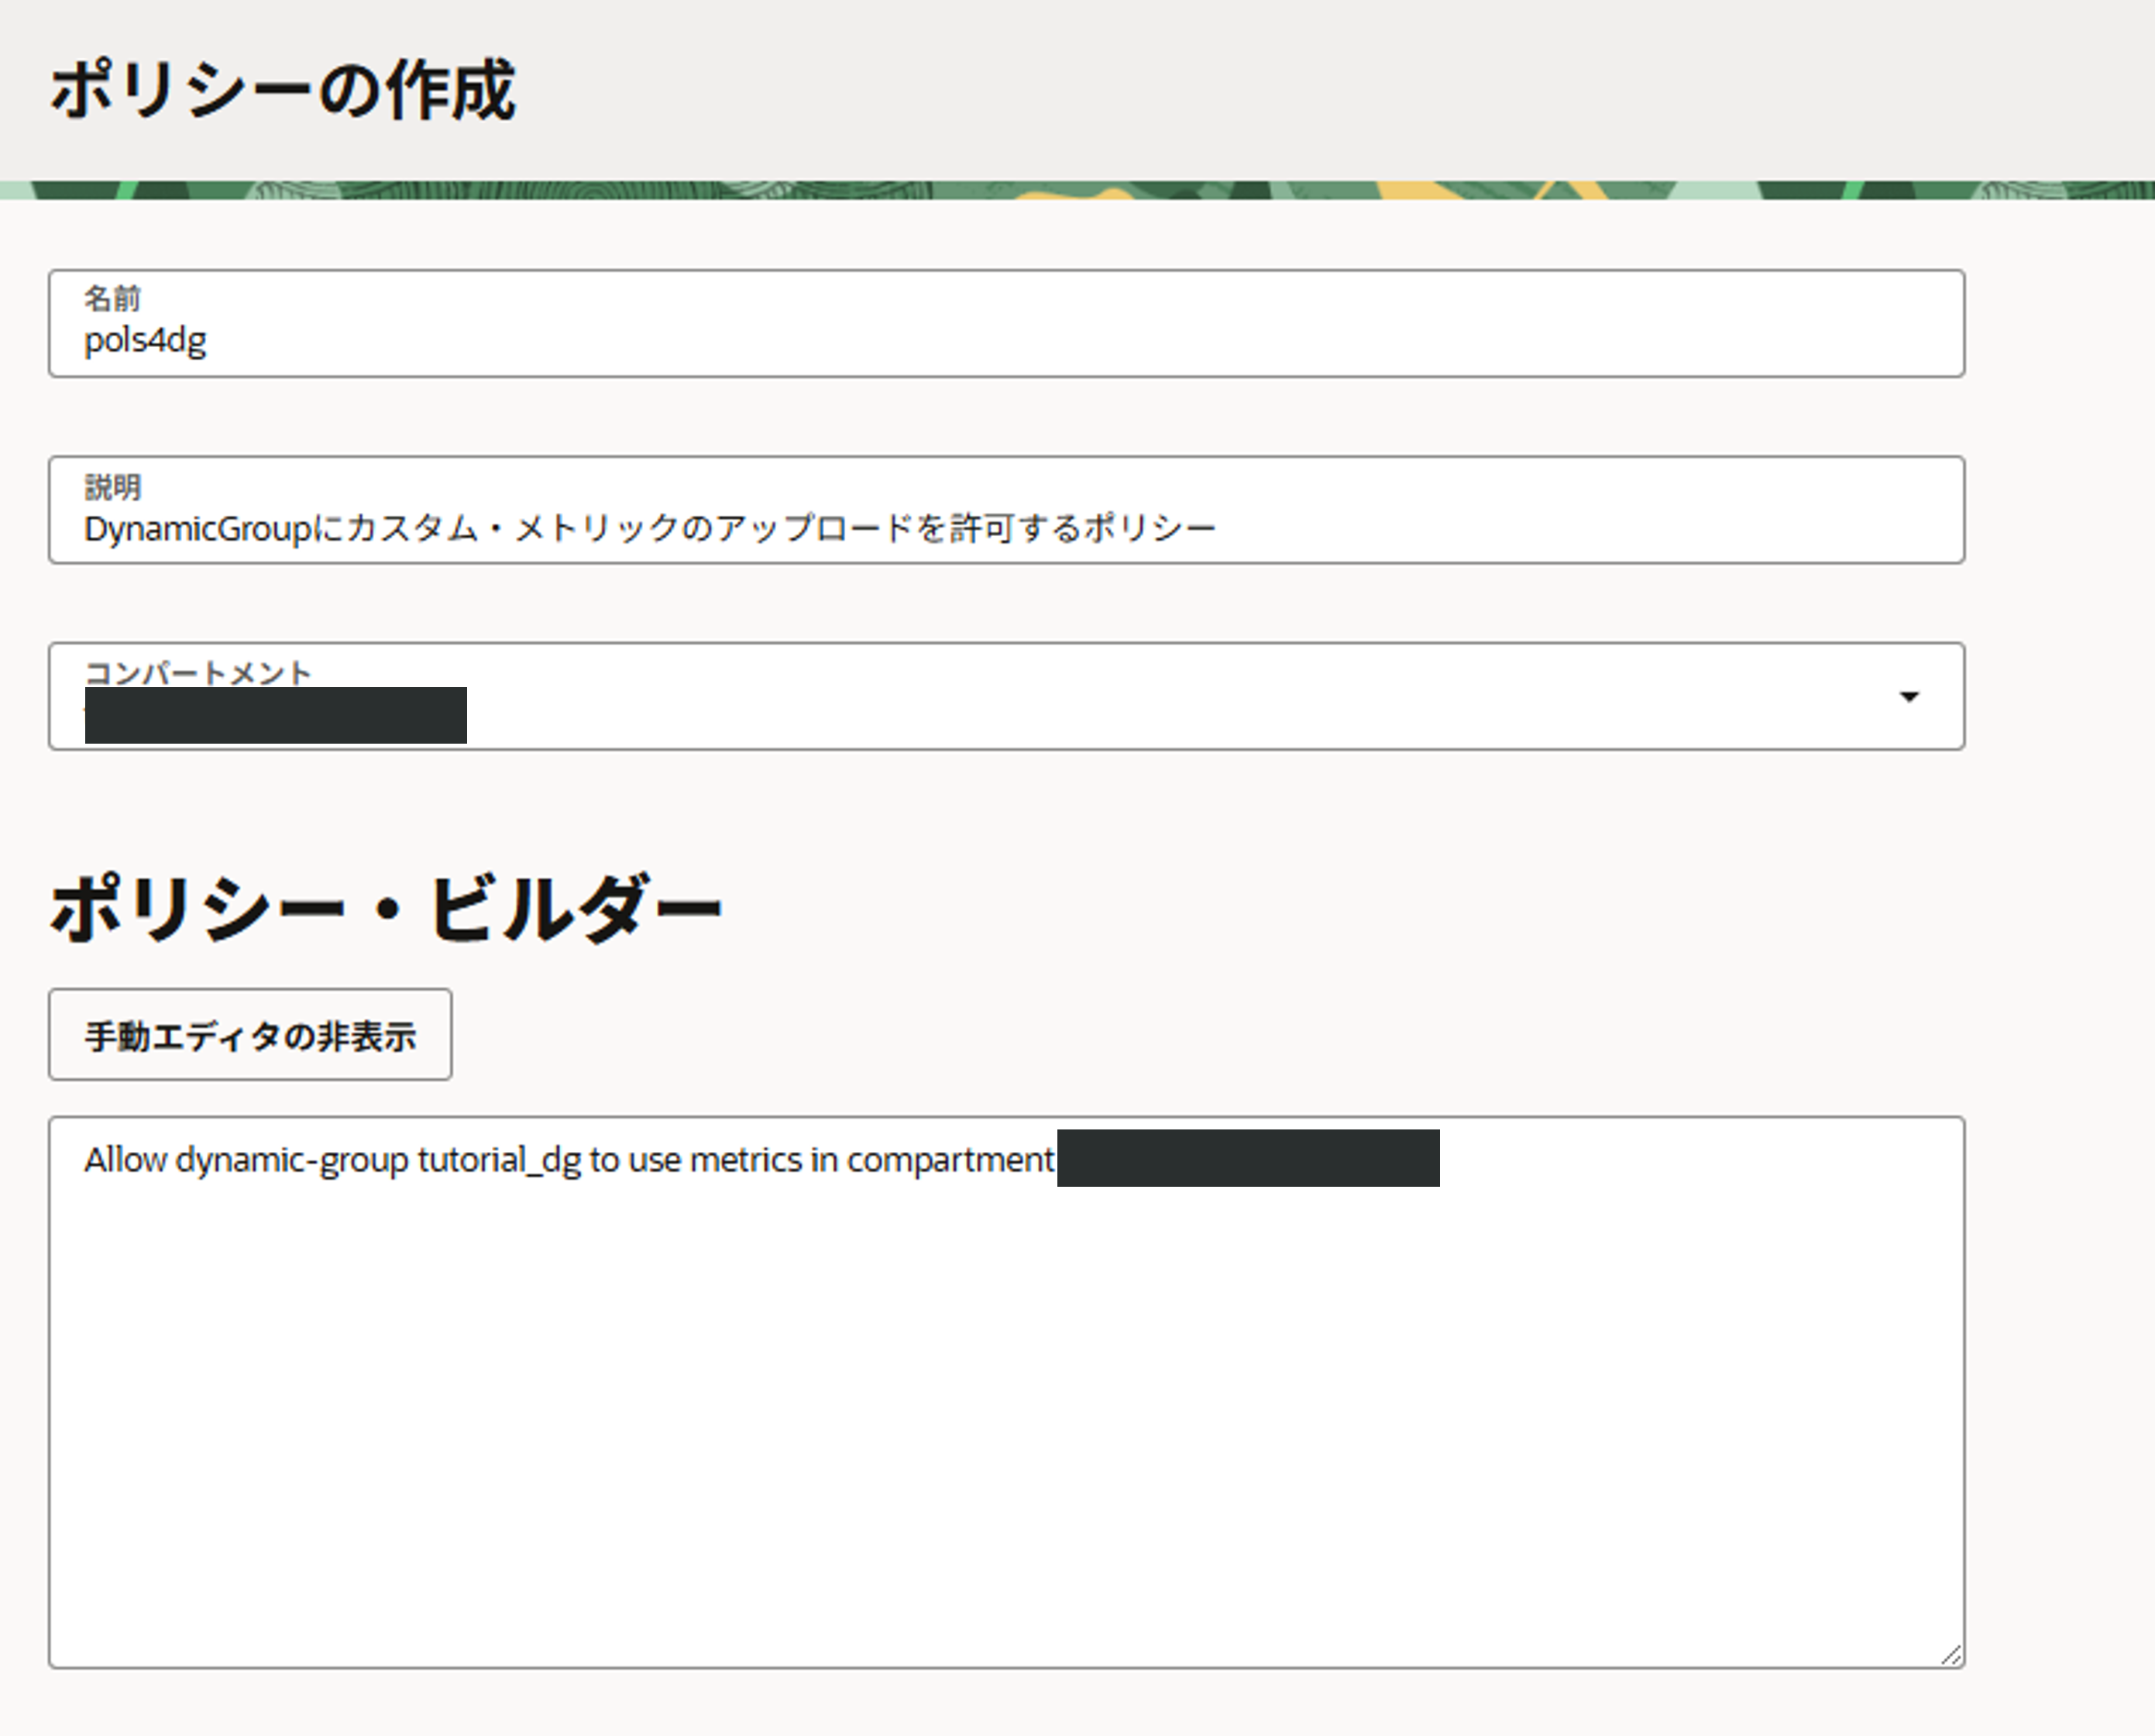 ポリシーの作成
名前
pols4dg
説明
DynamicGroupにカスタム・メトリックのアップロードを許可するポリシー
コンパートメント
ポリシー・ビルダー
手動エディタの非表示
Allow dynamic-group tutorial_dg to use metrics in compartment